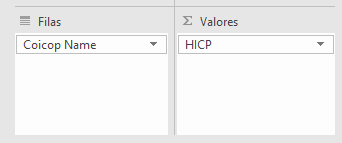 Filas
Σ Valores
Coicop Name
HICP